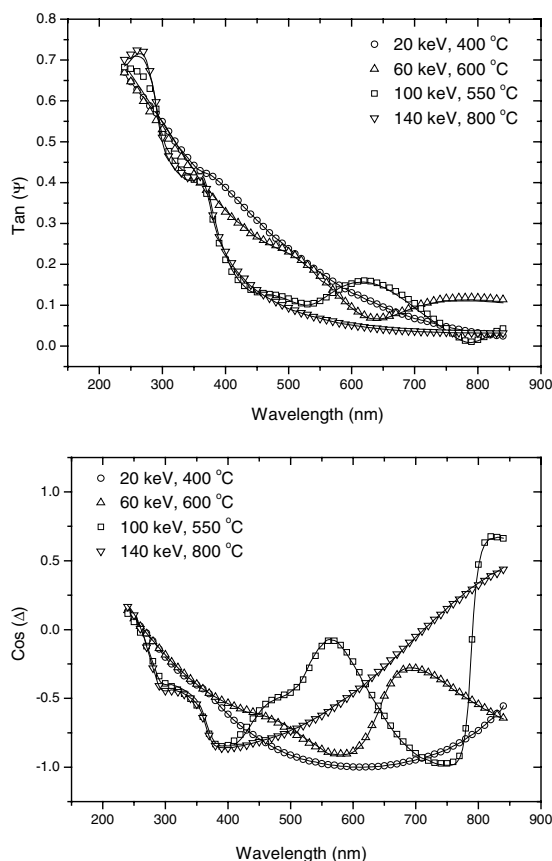 0.8
0.7
0.6
0.5
0.4
0.3
0.2
0.1
0.0
Tan (Ψ)
20 keV, 400 °C
60 keV, 600 °C
100 keV, 550 °C
140 keV, 800 °C
200 300 400 500 600 700 800 900
Wavelength (nm)
1.0
0.5
0.0
-0.5
-1.0
Cos (Δ)
20 keV, 400 °C
60 keV, 600 °C
100 keV, 550 °C
140 keV, 800 °C
200 300 400 500 600 700 800 900
Wavelength (nm)